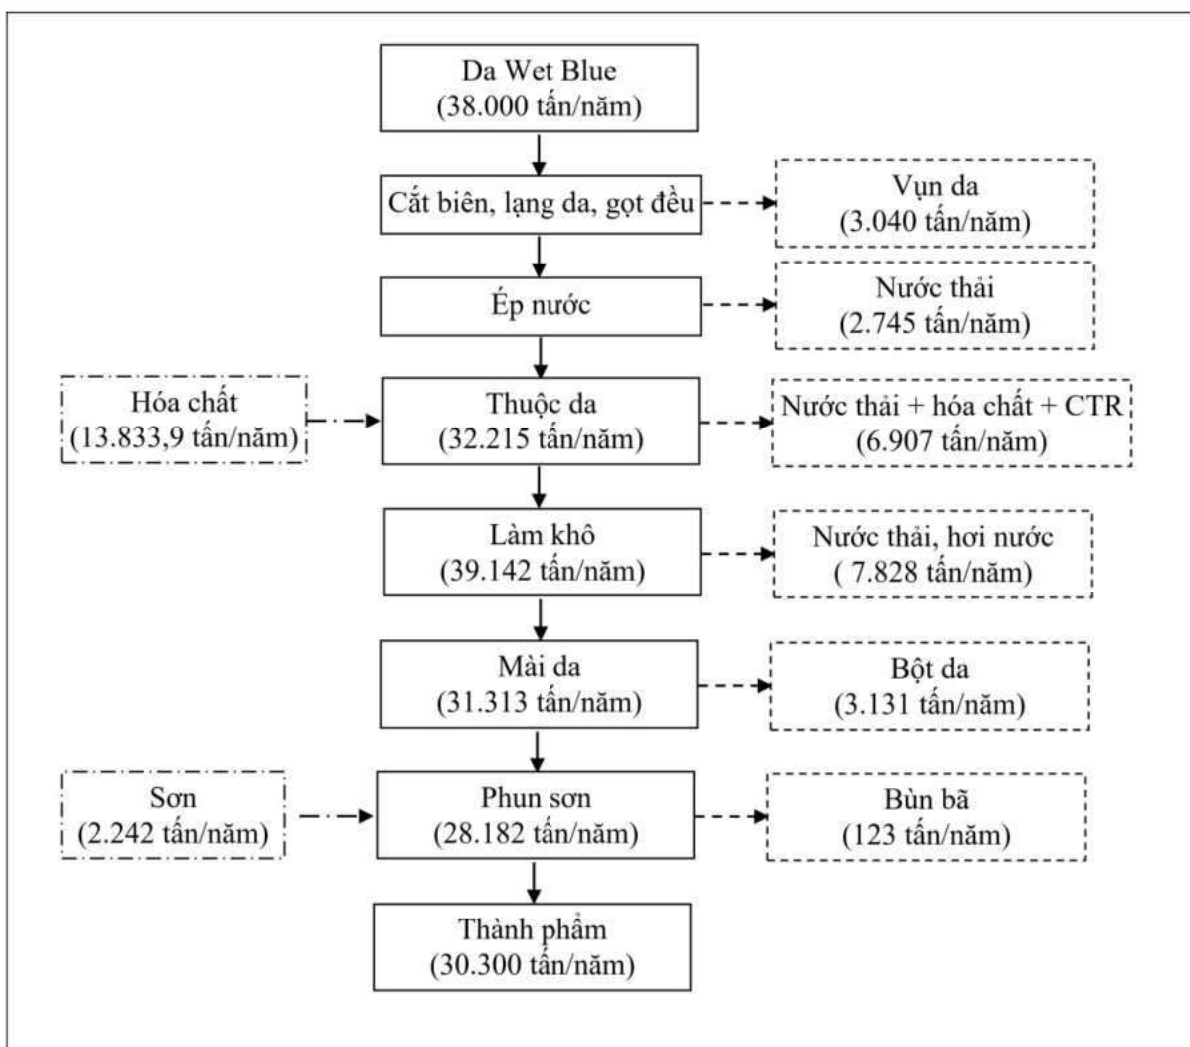 Da Wet Blue
(38.000 tấn/năm)
Cắt biên, lạng da, gọt đều
Vụn da
(3.040 tấn/năm)
Ép nước
Nước thải
(2.745 tấn/năm)
Hóa chất
(13.833,9 tấn/năm)
Thuộc da
(32.215 tấn/năm)
Nước thải + hóa chất + CTR
(6.907 tấn/năm)
Làm khô
(39.142 tấn/năm)
Nước thải, hơi nước
( 7.828 tấn/năm)
Mài da
(31.313 tấn/năm)
Bột da
(3.131 tấn/năm)
Sơn
(2.242 tấn/năm)
Phun sơn
(28.182 tấn/năm)
Bùn bã
(123 tấn/năm)
Thành phẩm
(30.300 tấn/năm)